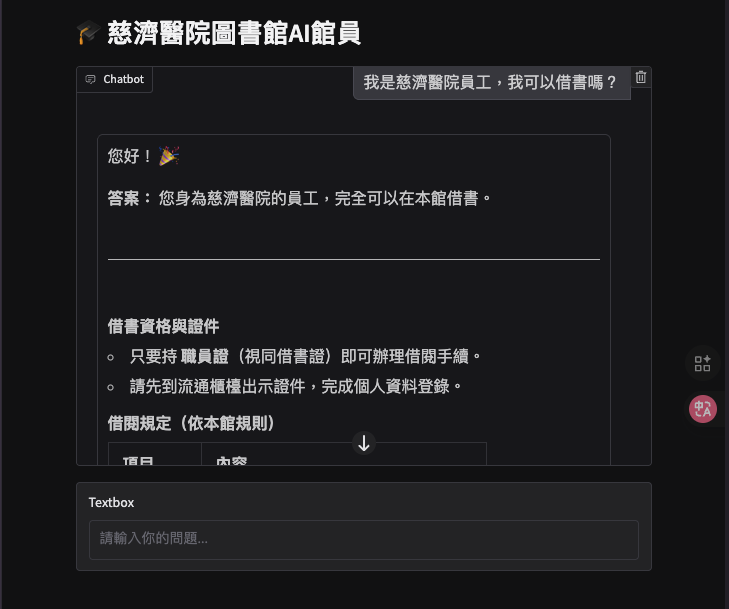 🎓 慈濟醫院圖書館AI館員
Chatbot
我是慈濟醫院員工，我可以借書嗎？
您好！🎉
答案： 您身為慈濟醫院的員工，完全可以在本館借書。
借書資格與證件
只要持 職員證（視同借書證）即可辦理借閱手續。
請先到流通櫃檯出示證件，完成個人資料登錄。
借閱規定（依本館規則）
項目 內容
Textbox
請輸入你的問題...